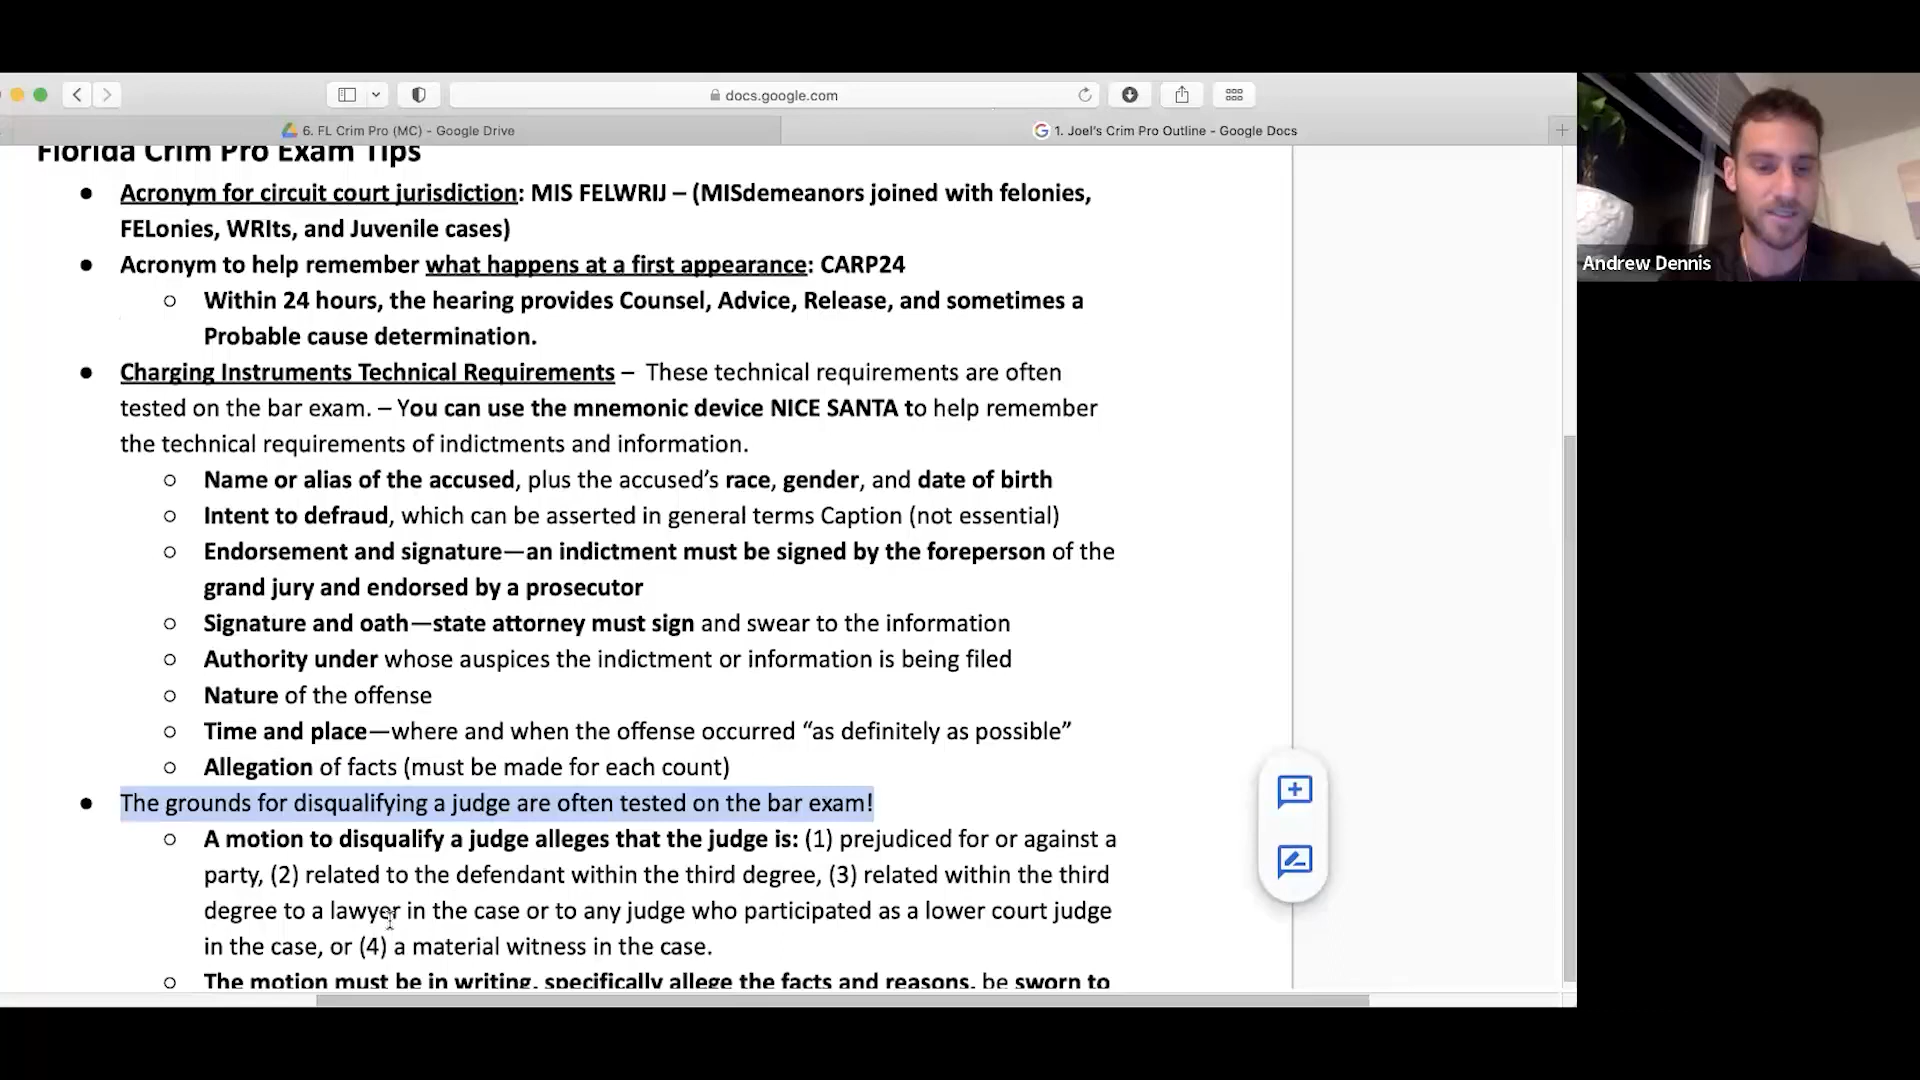 docs.google.com
6. FL Crim Pro (MC) - Google Drive
1. Joel's Crim Pro Outline - Google Docs
Florida Crim Pro Exam Tips
● Acronym for circuit court jurisdiction: MIS FELWRIJ – (MISdemeanors joined with felonies,
FELonies, WRIts, and Juvenile cases)
● Acronym to help remember what happens at a first appearance: CARP24
○ Within 24 hours, the hearing provides Counsel, Advice, Release, and sometimes a
Probable cause determination.
● Charging Instruments Technical Requirements – These technical requirements are often
tested on the bar exam. – You can use the mnemonic device NICE SANTA to help remember
the technical requirements of indictments and information.
○ Name or alias of the accused, plus the accused’s race, gender, and date of birth
○ Intent to defraud, which can be asserted in general terms Caption (not essential)
○ Endorsement and signature—an indictment must be signed by the foreperson of the
grand jury and endorsed by a prosecutor
○ Signature and oath—state attorney must sign and swear to the information
○ Authority under whose auspices the indictment or information is being filed
○ Nature of the offense
○ Time and place—where and when the offense occurred “as definitely as possible”
○ Allegation of facts (must be made for each count)
● The grounds for disqualifying a judge are often tested on the bar exam!
○ A motion to disqualify a judge alleges that the judge is: (1) prejudiced for or against a
party, (2) related to the defendant within the third degree, (3) related within the third
degree to a lawyer in the case or to any judge who participated as a lower court judge
in the case, or (4) a material witness in the case.
○ The motion must be in writing, specifically allege the facts and reasons, be sworn to
Andrew Dennis